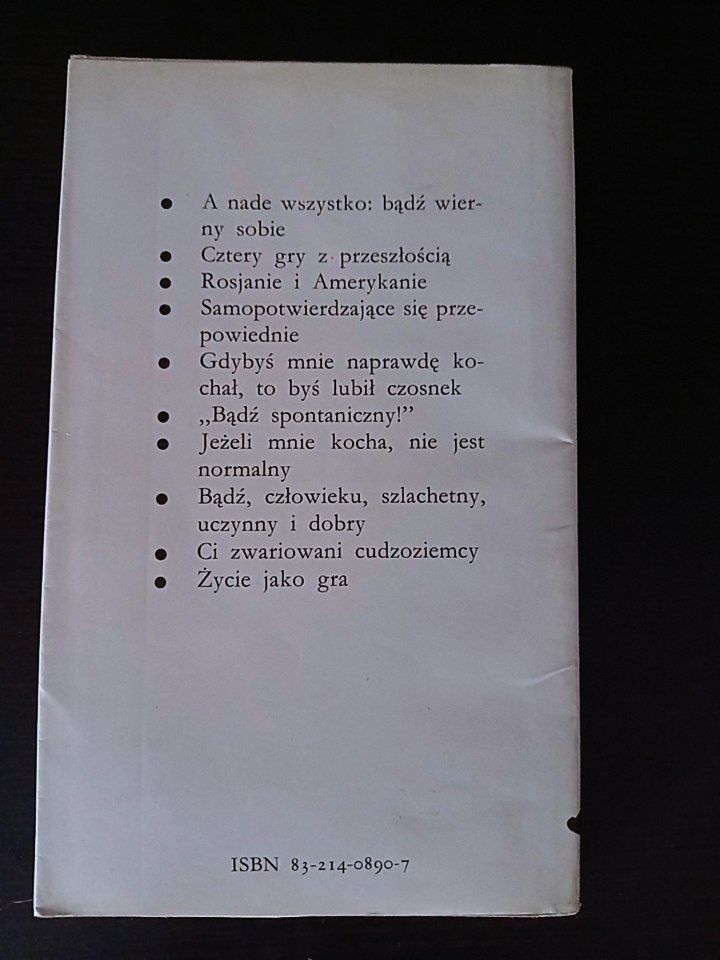 ● A nade wszystko: bądź wier-
ny sobie
● Cztery gry z przeszłością
● Rosjanie i Amerykanie
● Samopotwierdzające się prze-
powiednie
● Gdybyś mnie naprawdę ko-
chał, to byś lubił czosnek
● „Bądź spontaniczny!”
● Jeżeli mnie kocha, nie jest
normalny
● Bądź, człowieku, szlachetny,
uczynny i dobry
● Ci zwariowani cudzoziemcy
● Życie jako gra
ISBN 83-214-0890-7